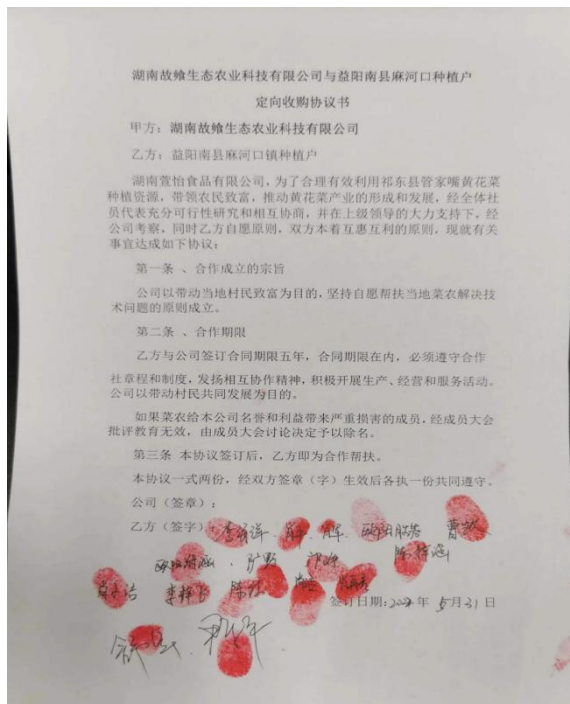 湖南故飨生态农业科技有限公司与益阳南县麻河口种植户
定向收购协议书
甲方：湖南故飨生态农业科技有限公司
乙方：益阳南县麻河口镇种植户
湖南萱怡食品有限公司，为了合理有效利用祁东县管家嘴黄花菜
种植资源，带领农民致富，推动黄花菜产业的形成和发展，经全体社
员代表充分可行性研究和相互协商，并在上级领导的大力支持下，经
公司考察，同时乙方自愿原则，双方本着互惠互利的原则，现就有关
事宜达成如下协议：
第一条 、合作成立的宗旨
公司以带动当地村民致富为目的，坚持自愿帮扶当地菜农解决技
术问题的原则成立。
第二条 、合作期限
乙方与公司签订合同期限五年，合同期限在内，必须遵守合作
社章程和制度，发扬相互协作精神，积极开展生产、经营和服务活动。
公司以带动村民共同发展为目的。
如果菜农给本公司名誉和利益带来严重损害的成员，经成员大会
批评教育无效，由成员大会讨论决定予以除名。
第三条 本协议签订后，乙方即为合作帮扶。
本协议一式两份，经双方签章（字）生效后各执一份共同遵守。
公司（签章）：
乙方（签字）：
签订日期：年 5月31日